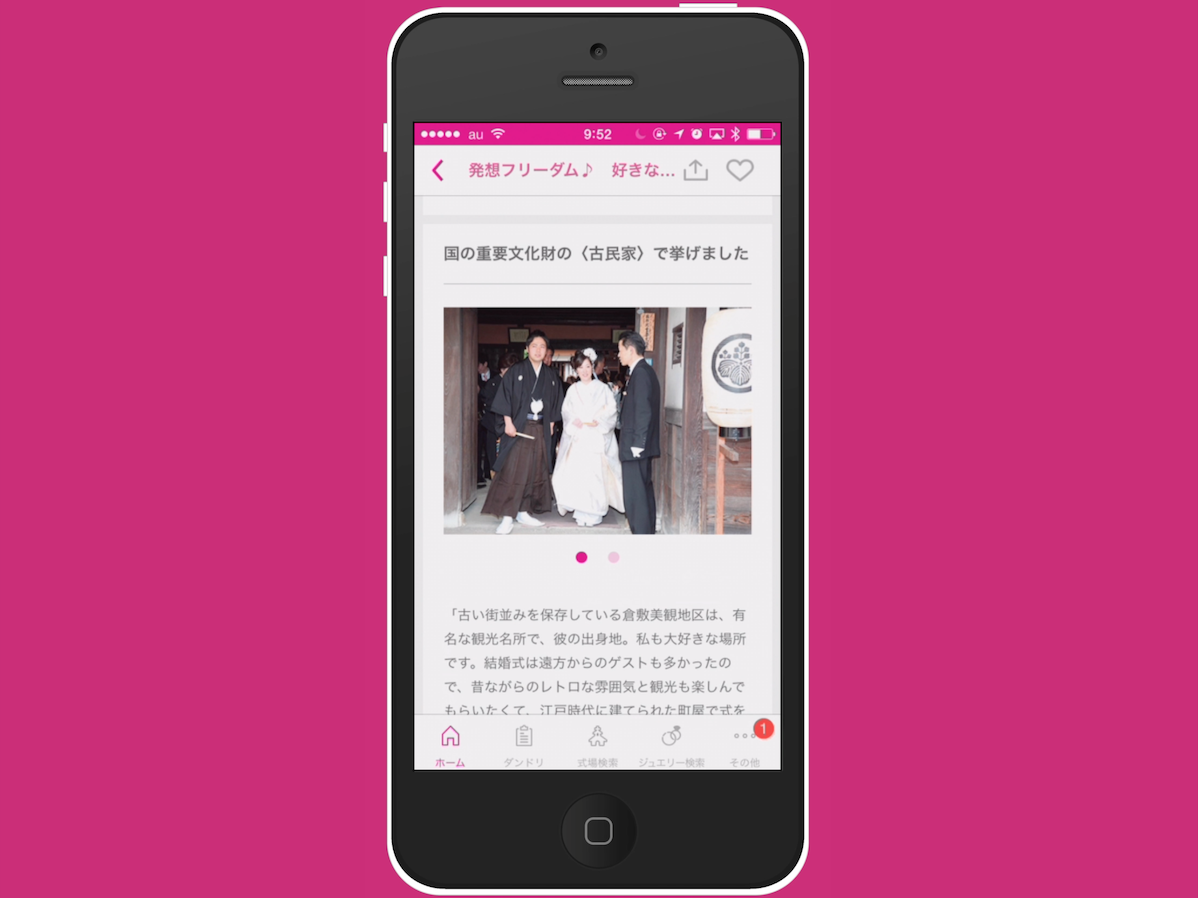 au 9:52
発想フリーダム♪ 好きな...
国の重要文化財の〈古民家〉で挙げました
「古い街並みを保存している倉敷美観地区は、有
名な観光名所で、彼の出身地。私も大好きな場所
です。結婚式は遠方からのゲストも多かったの
で、昔ながらのレトロな雰囲気と観光も楽しんで
もらいたくて、江戸時代に建てられた町屋で式を
1
ホーム ダンドリ 式場検索 ジュエリー検索 その他